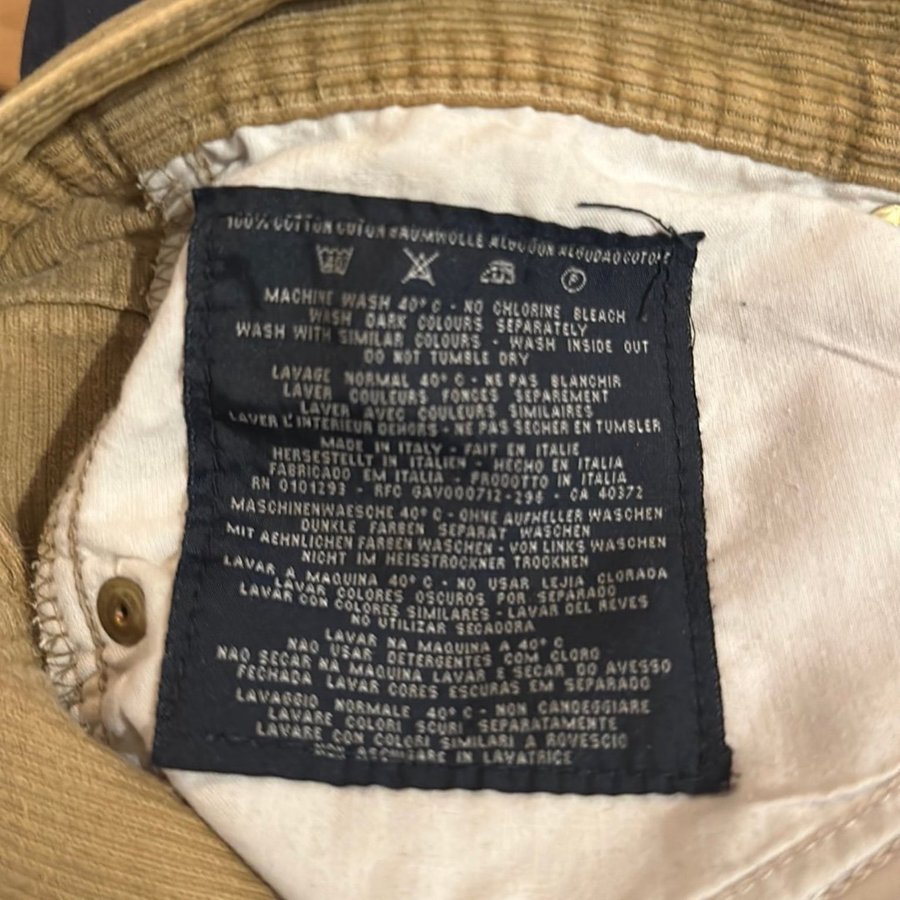 100% COTTON COTON BAUMWOLLE ALGODON ALGODAO COTONE
P
MACHINE WASH 40° C - NO CHLORINE BLEACH
WASH DARK COLOURS SEPARATELY
WASH WITH SIMILAR COLOURS - WASH INSIDE OUT
DO NOT TUMBLE DRY
LAVAGE NORMAL 40° C - NE PAS BLANCHIR
LAVER COULEURS FONCES SEPAREMENT
LAVER AVEC COULEURS SIMILAIRES
LAVER L'INTERIEUR DEHORS - NE PAS SECHER EN TUMBLER
MADE IN ITALY - FAIT EN ITALIE
HERSESTELLT IN ITALIEN - HECHO EN ITALIA
FABRICADO EM ITALIA - PRODOTTO IN ITALIA
RN 0101293 - RFC GAV000712-296 - CA 40372
MASCHINENWAESCHE 40° C - OHNE AUFHELLER WASCHEN
DUNKLE FARBEN SEPARAT WASCHEN
MIT AEHNLICHEN FARBEN WASCHEN - VON LINKS WASCHEN
NICHT IM HEISSTROCKNER TROCKNEN
LAVAR A MAQUINA 40° C - NO USAR LEJIA CLORADA
LAVAR COLORES OSCUROS POR SEPARADO
LAVAR CON COLORES SIMILARES - LAVAR DEL REVES
NO UTILIZAR SECADORA
LAVAR NA MAQUINA A 40° C
NAO USAR DETERGENTES COM CLORO
NAO SECAR NA MAQUINA LAVAR E SECAR DO AVESSO
FECHADA LAVAR CORES ESCURAS EM SEPARADO
LAVAGGIO NORMALE 40° C - NON CANDEGGIARE
LAVARE COLORI SCURI SEPARATAMENTE
LAVARE CON COLORI SIMILARI A ROVESCIO
NON ASCIUGARE IN LAVATRICE